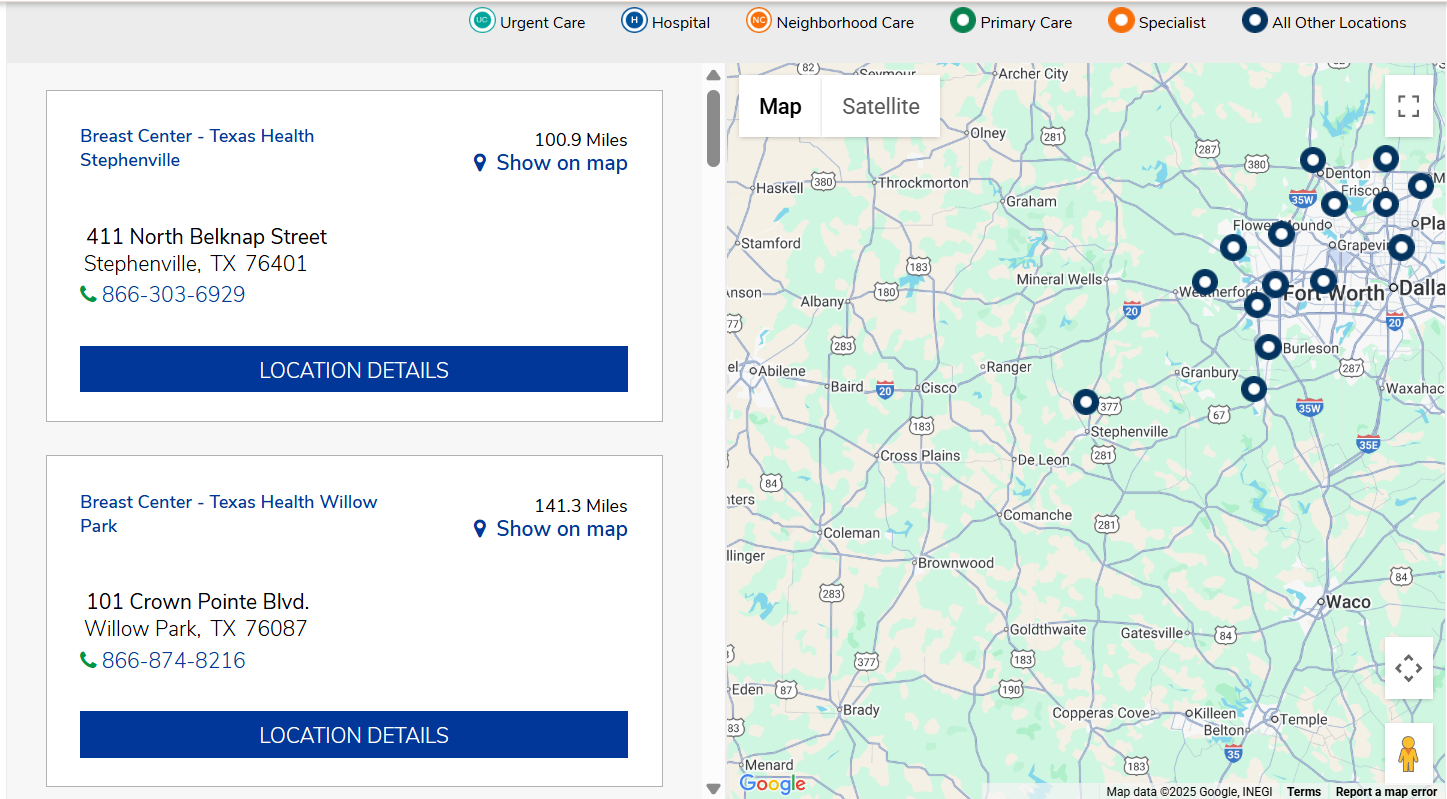 UC Urgent Care
H Hospital
NC Neighborhood Care
Primary Care
Specialist
All Other Locations
Breast Center - Texas Health
Stephenville
100.9 Miles
Show on map
411 North Belknap Street
Stephenville, TX 76401
866-303-6929
LOCATION DETAILS
Breast Center - Texas Health Willow
Park
141.3 Miles
Show on map
101 Crown Pointe Blvd.
Willow Park, TX 76087
866-874-8216
LOCATION DETAILS
Map
Satellite
82
Seymour
Archer City
Olney
281
287
380
Denton
Haskell
380
Throckmorton
Frisco
35W
Graham
Flower Mound
Pla
Stamford
Grapevin
183
Mineral Wells
Weatherford
Fort Worth
Dalla
nson
Albany
180
20
20
77
283
Burleson
el
Abilene
Ranger
Granbury
287
Baird
20
Cisco
Waxahac
377
67
35W
183
Stephenville
35E
Cross Plains
De Leon
281
84
nters
Comanche
281
Coleman
llinger
Brownwood
84
283
Waco
Goldthwaite
Gatesville
84
377
183
Eden
87
190
Brady
Copperas Cove
Killeen
Temple
83
Belton
35
Menard
183
Google
Map data ©2025 Google, INEGI
Terms
Report a map error